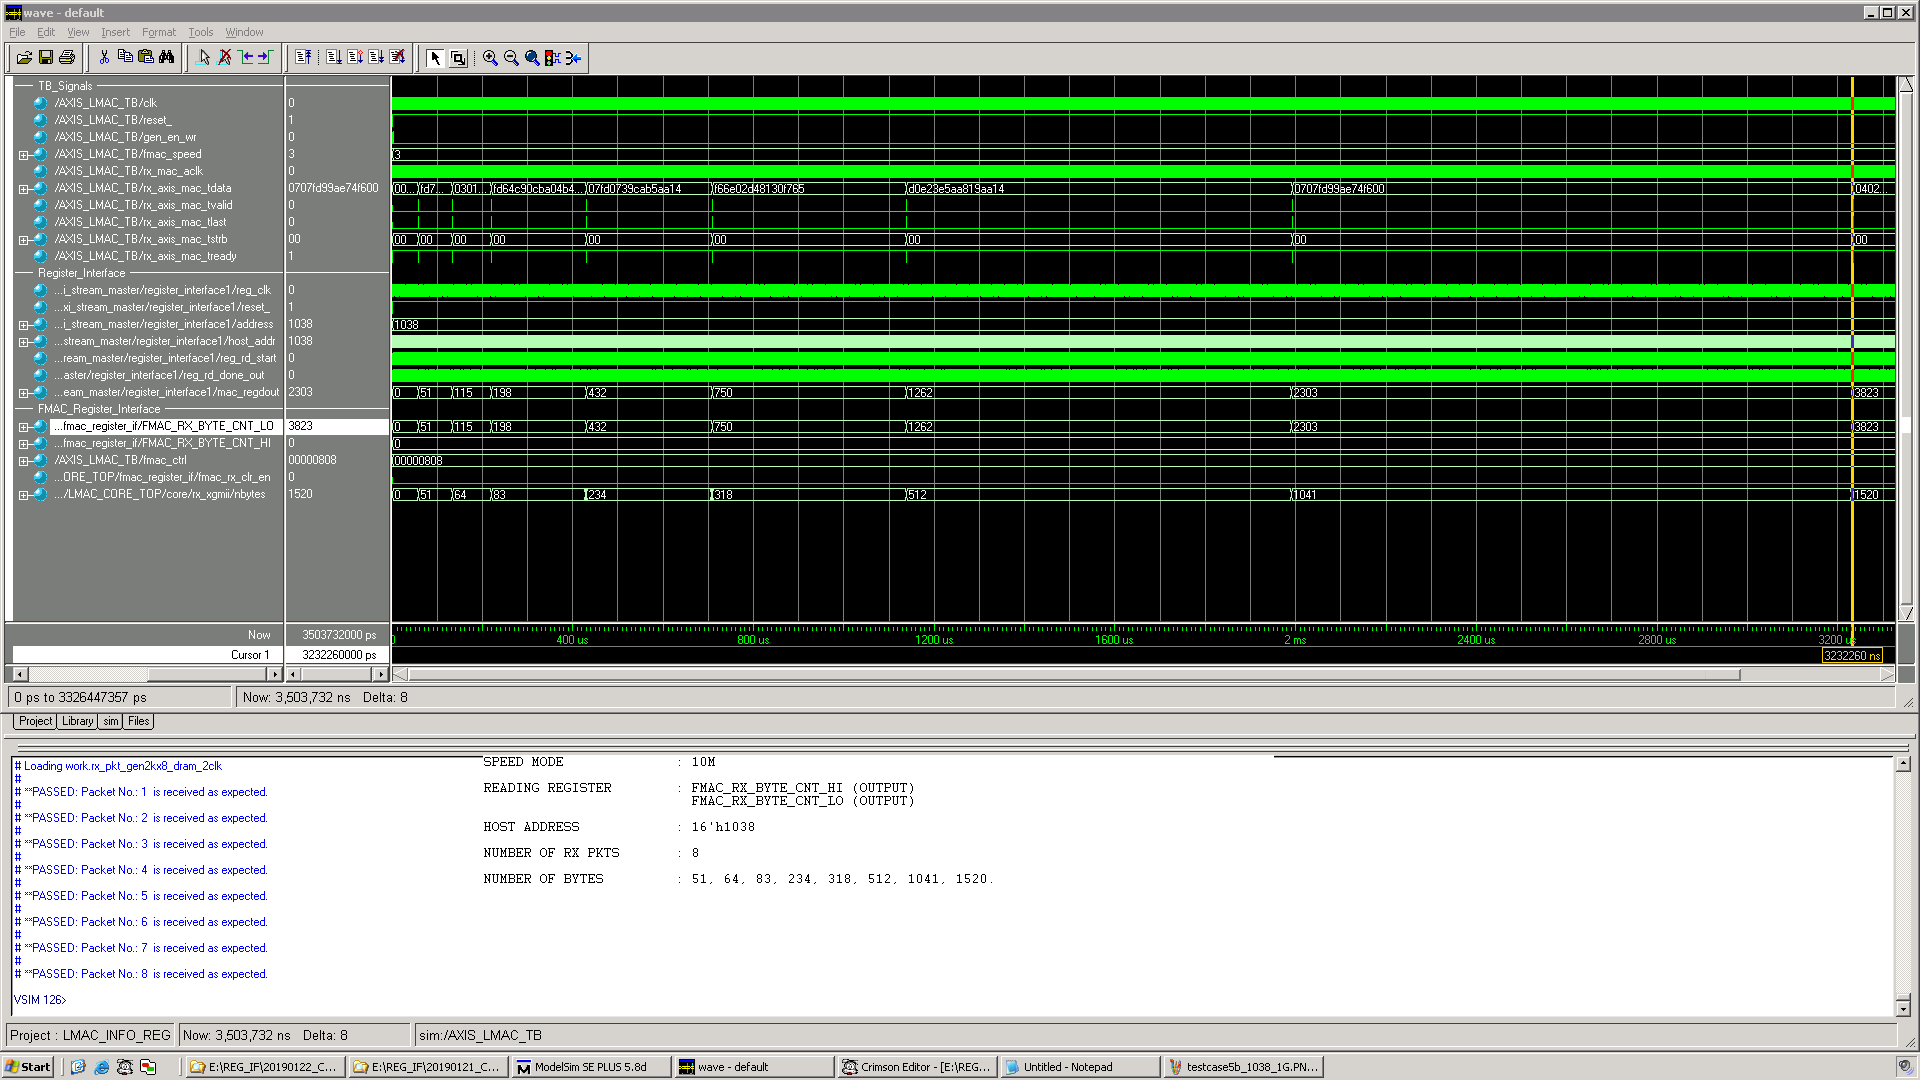 wave - default
File Edit View Insert Format Tools Window
TB_Signals
/AXIS_LMAC_TB/clk 0
/AXIS_LMAC_TB/reset_ 1
/AXIS_LMAC_TB/gen_en_wr 0
/AXIS_LMAC_TB/fmac_speed 3 3
/AXIS_LMAC_TB/rx_mac_aclk 0
/AXIS_LMAC_TB/rx_axis_mac_tdata 0707fd99ae74f600 00... fd7... 0301... fd64c90cba04b4... 07fd0739cab5aa14 f66e02d48130f765 d0e23e5aa819aa14 0707fd99ae74f600 0402...
/AXIS_LMAC_TB/rx_axis_mac_tvalid 0
/AXIS_LMAC_TB/rx_axis_mac_tlast 0
/AXIS_LMAC_TB/rx_axis_mac_tstrb 00 00 00 00 00 00 00 00 00 00
/AXIS_LMAC_TB/rx_axis_mac_tready 1
Register_Interface
...i_stream_master/register_interface1/reg_clk 0
...xi_stream_master/register_interface1/reset_ 1
...i_stream_master/register_interface1/address 1038 1038
...stream_master/register_interface1/host_addr 1038
...ream_master/register_interface1/reg_rd_start 0
...aster/register_interface1/reg_rd_done_out 0
...eam_master/register_interface1/mac_regdout 2303 0 51 115 198 432 750 1262 2303 3823
FMAC_Register_Interface
...fmac_register_if/FMAC_RX_BYTE_CNT_LO 3823 0 51 115 198 432 750 1262 2303 3823
...fmac_register_if/FMAC_RX_BYTE_CNT_HI 0 0
/AXIS_LMAC_TB/fmac_ctrl 00000808 00000808
...ORE_TOP/fmac_register_if/fmac_rx_clr_en 0
.../LMAC_CORE_TOP/core/rx_xgmii/nbytes 1520 0 51 64 83 234 318 512 1041 1520
Now 3503732000 ps 0 400 us 800 us 1200 us 1600 us 2 ms 2400 us 2800 us 3200 us
Cursor 1 3232260000 ps 3232260 ns
0 ps to 3326447357 ps Now: 3,503,732 ns Delta: 8
Project Library sim Files
# Loading work.rx_pkt_gen2kx8_dram_2clk
#
# **PASSED: Packet No.: 1 is received as expected.
#
# **PASSED: Packet No.: 2 is received as expected.
#
# **PASSED: Packet No.: 3 is received as expected.
#
# **PASSED: Packet No.: 4 is received as expected.
#
# **PASSED: Packet No.: 5 is received as expected.
#
# **PASSED: Packet No.: 6 is received as expected.
#
# **PASSED: Packet No.: 7 is received as expected.
#
# **PASSED: Packet No.: 8 is received as expected.
VSIM 126>
SPEED MODE : 10M
READING REGISTER : FMAC_RX_BYTE_CNT_HI (OUTPUT)
FMAC_RX_BYTE_CNT_LO (OUTPUT)
HOST ADDRESS : 16'h1038
NUMBER OF RX PKTS : 8
NUMBER OF BYTES : 51, 64, 83, 234, 318, 512, 1041, 1520.
Project : LMAC_INFO_REG Now: 3,503,732 ns Delta: 8 sim:/AXIS_LMAC_TB
Start E:\REG_IF\20190122_C... E:\REG_IF\20190121_C... ModelSim SE PLUS 5.8d wave - default Crimson Editor - [E:\REG... Untitled - Notepad testcase5b_1038_1G.PN...